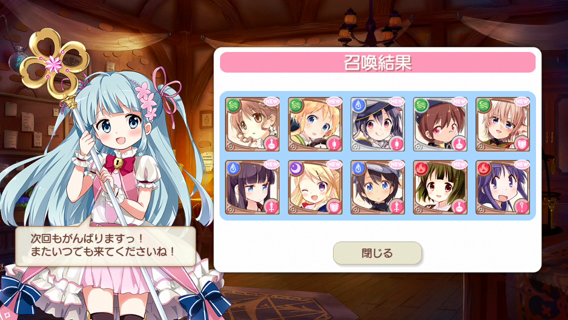 召喚結果
次回もがんばりますっ！
またいつでも来てくださいね！
閉じる